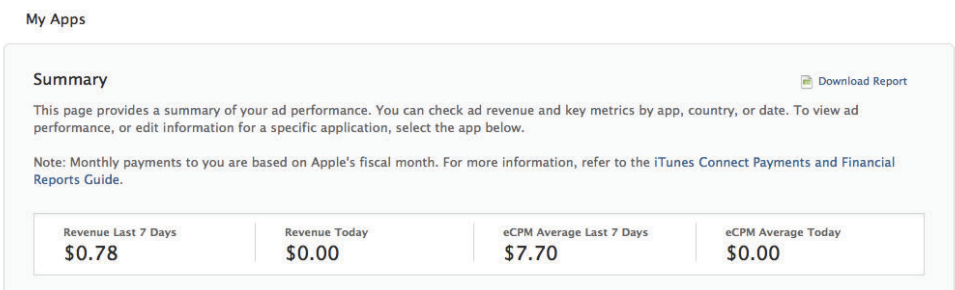 My Apps
Summary
Download Report
This page provides a summary of your ad performance. You can check ad revenue and key metrics by app, country, or date. To view ad
performance, or edit information for a specific application, select the app below.
Note: Monthly payments to you are based on Apple's fiscal month. For more information, refer to the iTunes Connect Payments and Financial
Reports Guide.
Revenue Last 7 Days
$0.78
Revenue Today
$0.00
eCPM Average Last 7 Days
$7.70
eCPM Average Today
$0.00